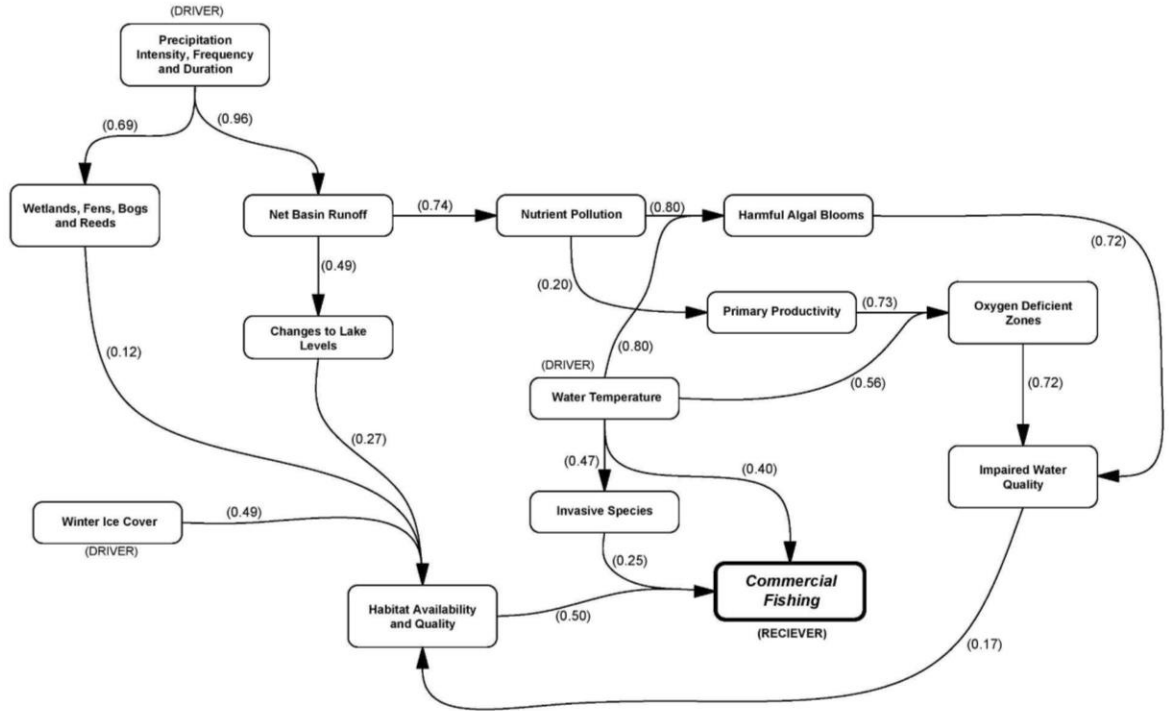 (DRIVER)
Precipitation
Intensity, Frequency
and Duration
(0.69)
(0.96)
Wetlands, Fens, Bogs
and Reeds
Net Basin Runoff
(0.74)
Nutrient Pollution
(0.80)
Harmful Algal Blooms
(0.72)
(0.49)
(0.20)
Primary Productivity
(0.73)
Oxygen Deficient
Zones
Changes to Lake
Levels
(0.12)
(0.80)
(DRIVER)
Water Temperature
(0.56)
(0.72)
(0.27)
(0.47)
(0.40)
Impaired Water
Quality
Winter Ice Cover
(DRIVER)
(0.49)
Invasive Species
(0.25)
Habitat Availability
and Quality
(0.50)
Commercial
Fishing
(RECIEVER)
(0.17)